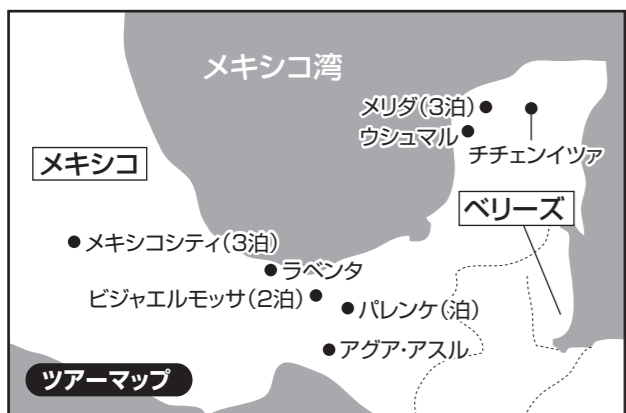 メキシコ湾
メリダ(3泊)
ウシュマル
チチェンイツァ
メキシコ
ベリーズ
メキシコシティ(3泊)
ラベンタ
ビジャエルモッサ(2泊)
パレンケ(泊)
アグア・アスル
ツアーマップ